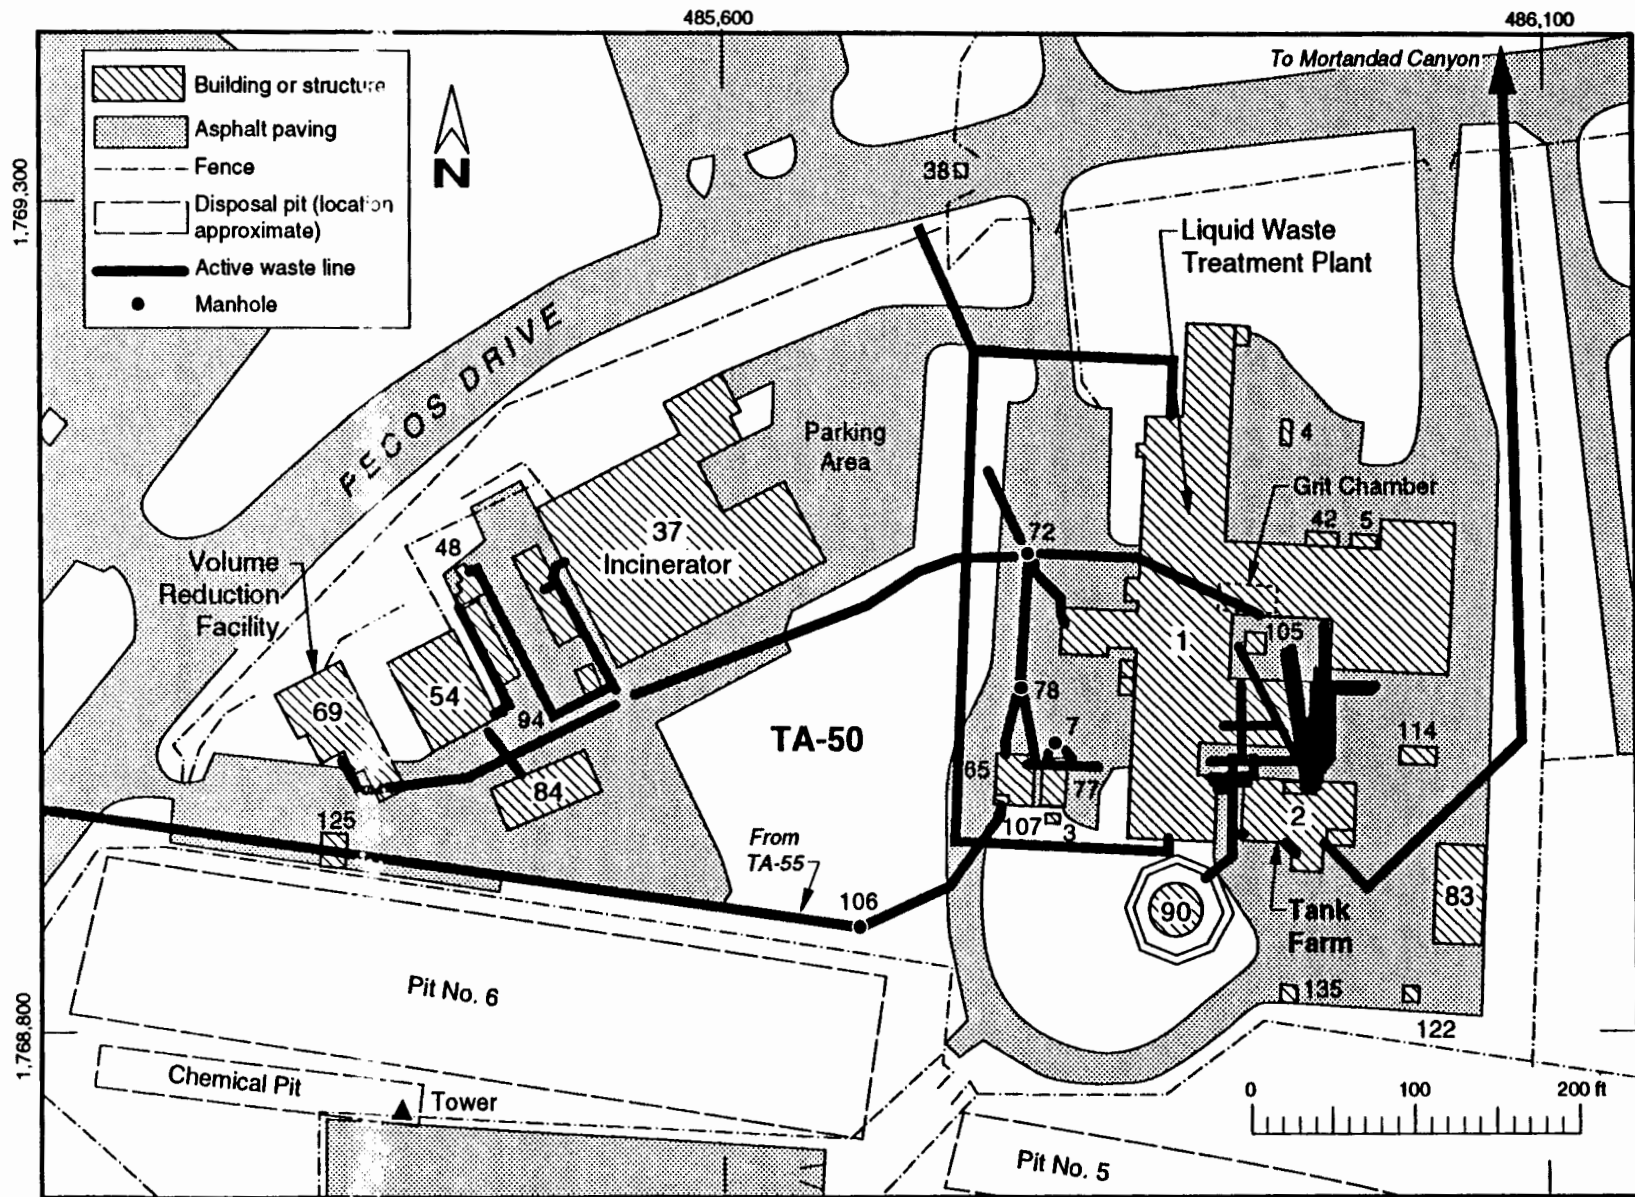 485,600
486,100
To Mortandad Canyon
Building or structure
Asphalt paving
Fence
Disposal pit (location
approximate)
Active waste line
Manhole
N
1,769,300
38
Liquid Waste
Treatment Plant
PECOS DRIVE
Parking
Area
4
Grit Chamber
42
5
37
Incinerator
48
72
Volume
Reduction
Facility
1
105
69
54
94
78
TA-50
7
114
65
77
84
107
3
2
125
From
TA-55
106
90
83
Tank
Farm
Pit No. 6
135
122
1,768,800
Chemical Pit
Tower
0
100
200 ft
Pit No. 5